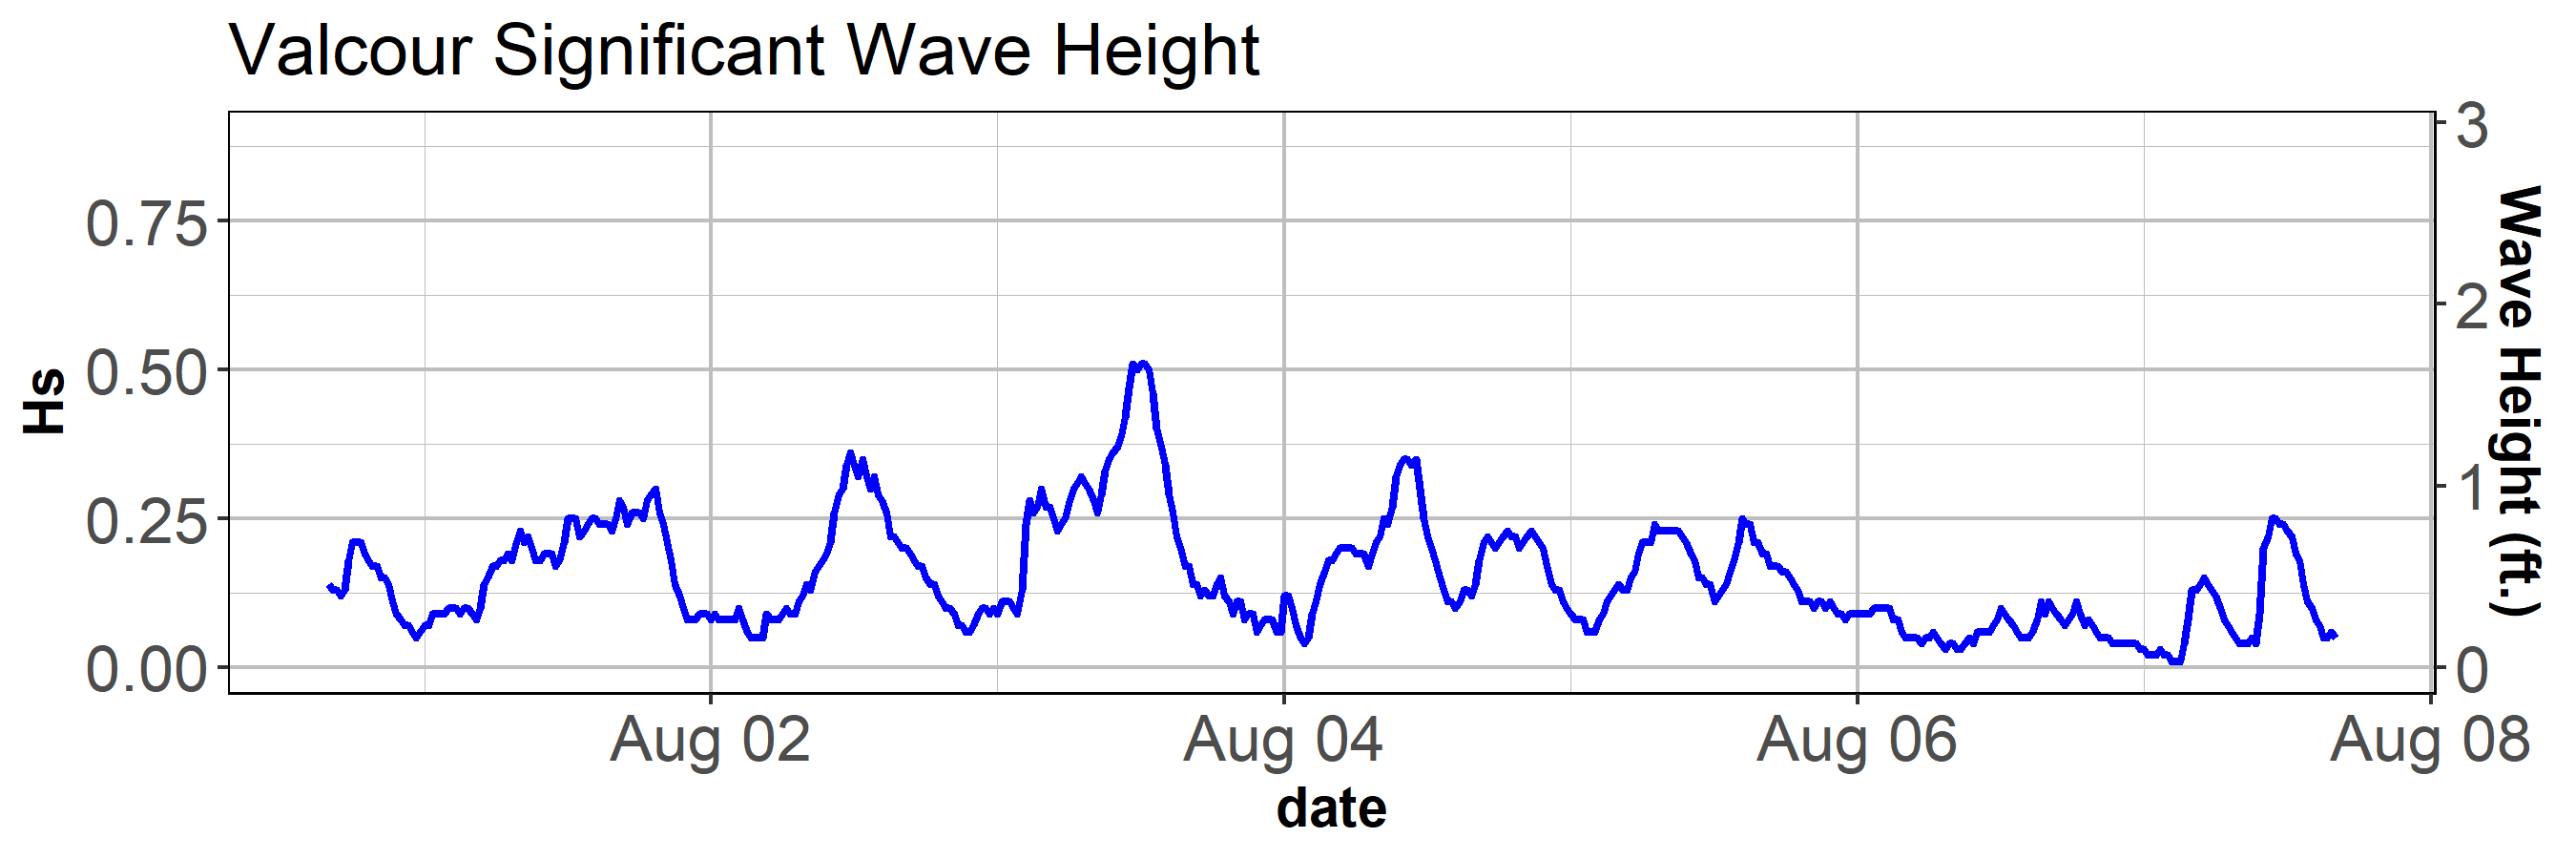 Valcour Significant Wave Height
Hs
0.75
0.50
0.25
0.00
3
2
1
0
Wave Height (ft.)
Aug 02
Aug 04
Aug 06
Aug 08
date